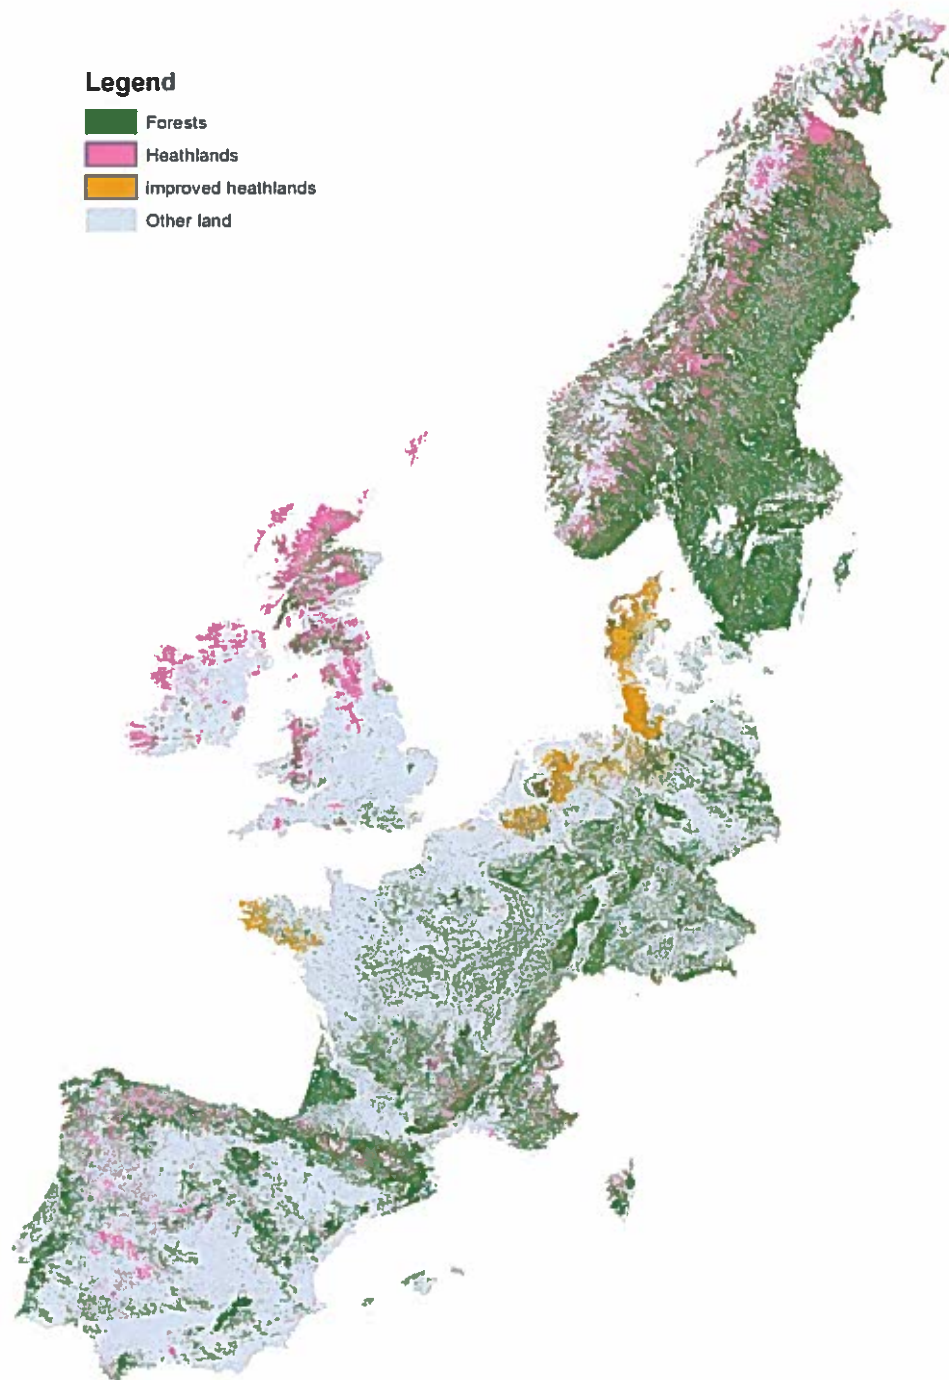 Legend
Forests
Heathlands
improved heathlands
Other land